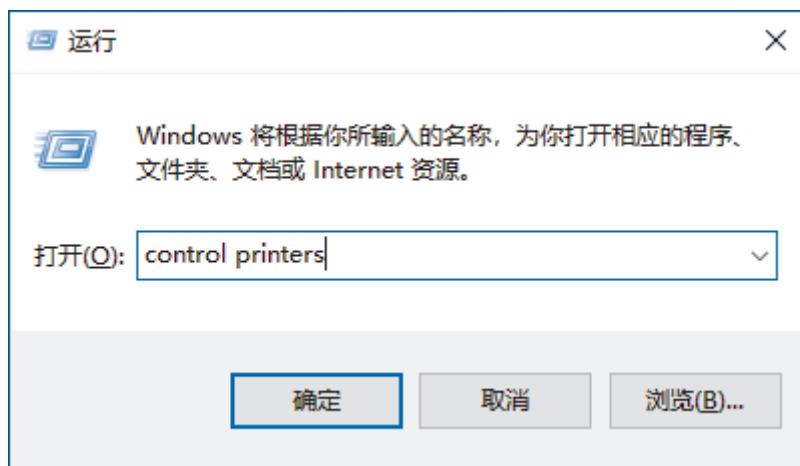 运行
Windows 将根据你所输入的名称，为你打开相应的程序、
文件夹、文档或 Internet 资源。
打开(O): control printers
确定 取消 浏览(B)...